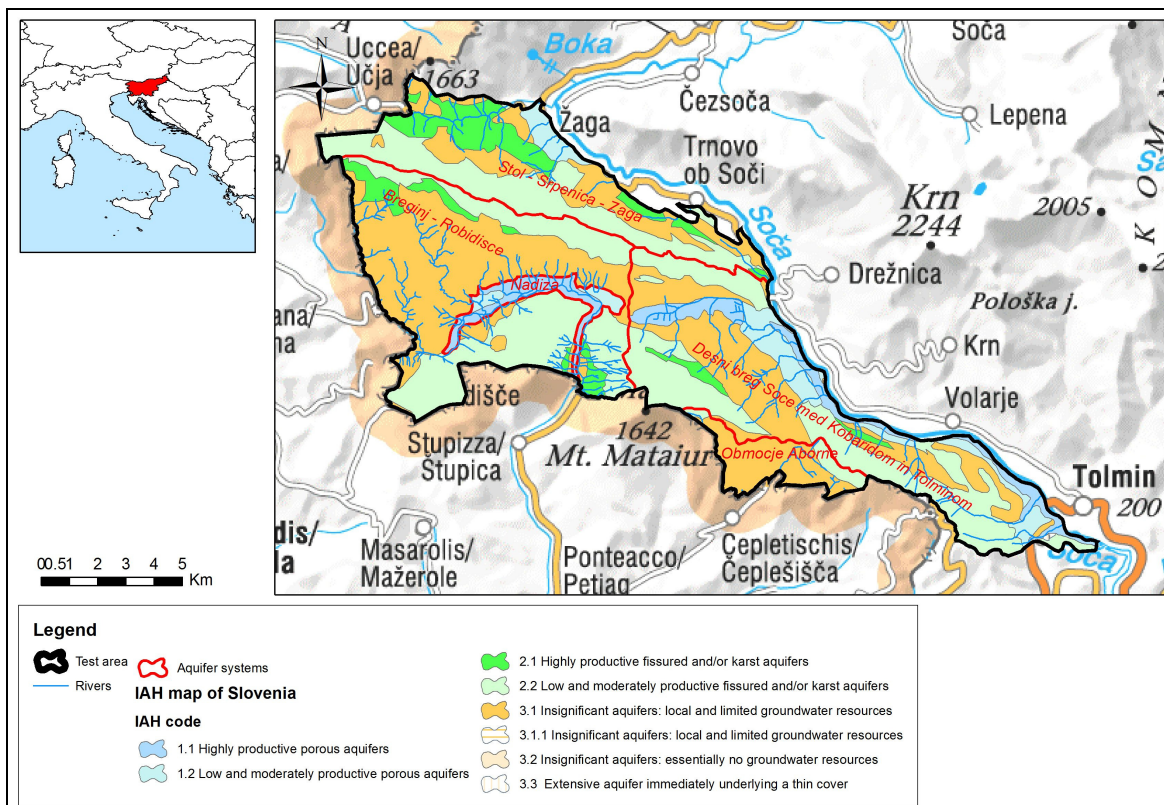 N
Uccea/
Učja
1663
Boka
Soča
Čezsoča
Lepena
Žaga
Trnovo
ob Soči
Stol - Srpenica - Zaga
Soča
Krn
2244
2005
K O M
Breginj - Robidisce
Drežnica
Nadiza
Pološka j.
Krn
Desni breg Soce med Kobaridom in Tolminom
Volarje
dišče
Stupizza/
Štupica
1642
Mt. Mataiur
Obmocje Aborne
Tolmin
200
Soča
Masarolis/
Mažerole
Ponteacco/
Petjag
Čepletischis/
Čeplešišča
00.51 2 3 4 5
Km
Legend
Test area
Aquifer systems
Rivers
IAH map of Slovenia
IAH code
1.1 Highly productive porous aquifers
1.2 Low and moderately productive porous aquifers
2.1 Highly productive fissured and/or karst aquifers
2.2 Low and moderately productive fissured and/or karst aquifers
3.1 Insignificant aquifers: local and limited groundwater resources
3.1.1 Insignificant aquifers: local and limited groundwater resources
3.2 Insignificant aquifers: essentially no groundwater resources
3.3 Extensive aquifer immediately underlying a thin cover